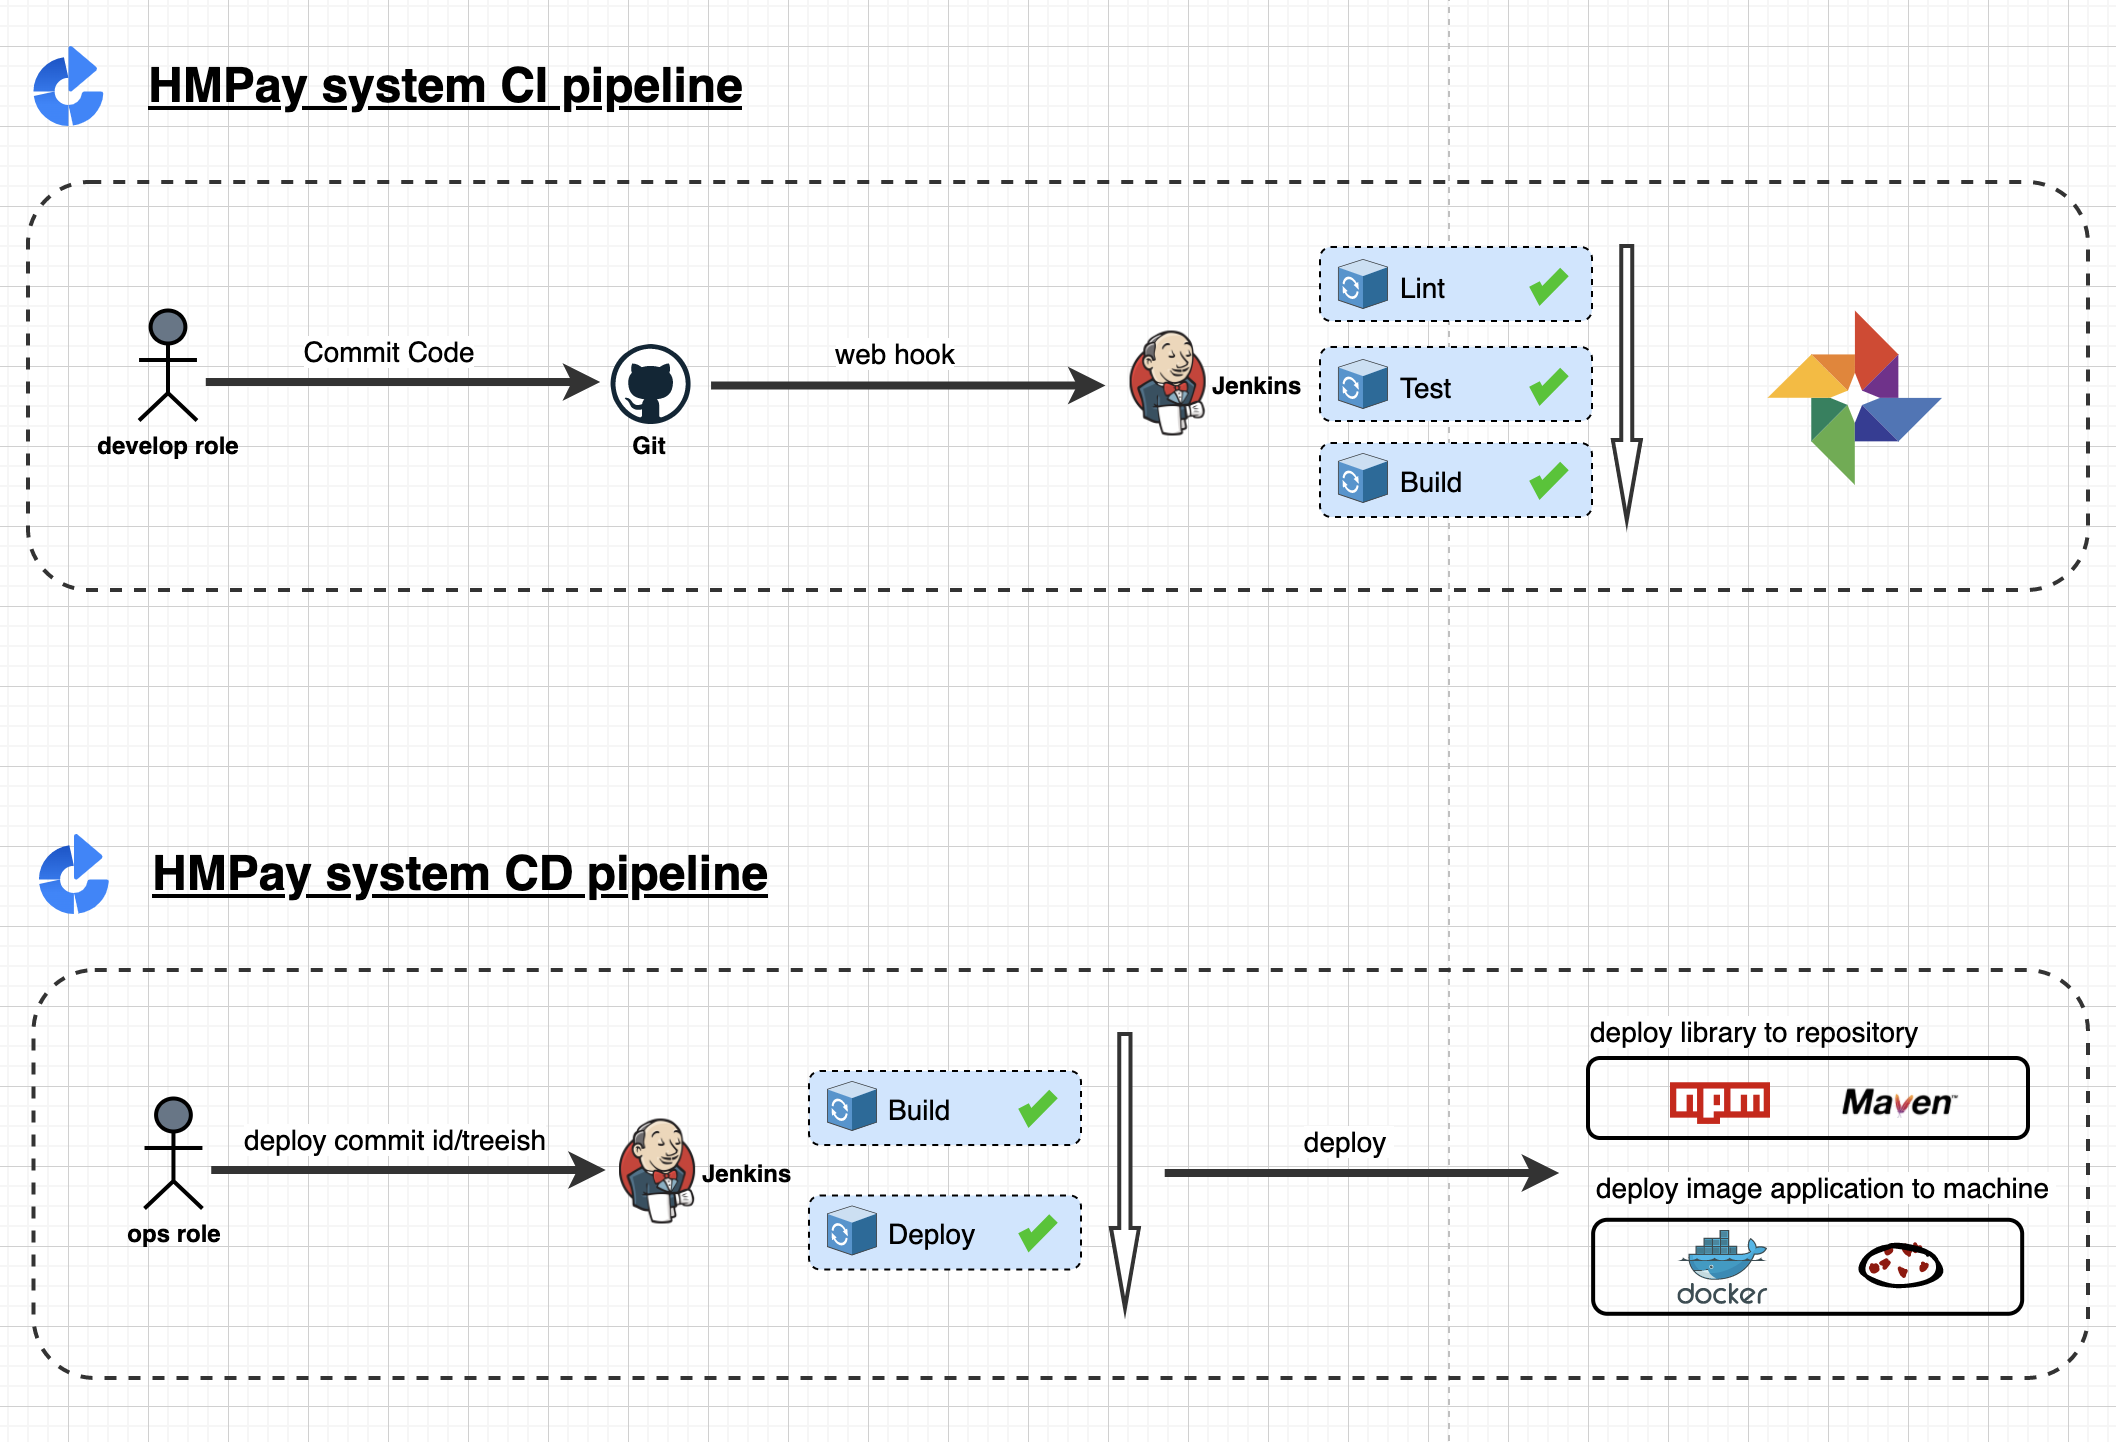 HMPay system CI pipeline
Commit Code
web hook
develop role
Git
Jenkins
Lint
Test
Build
HMPay system CD pipeline
deploy commit id/treeish
ops role
Jenkins
Build
Deploy
deploy
deploy library to repository
npm
Maven™
deploy image application to machine
docker